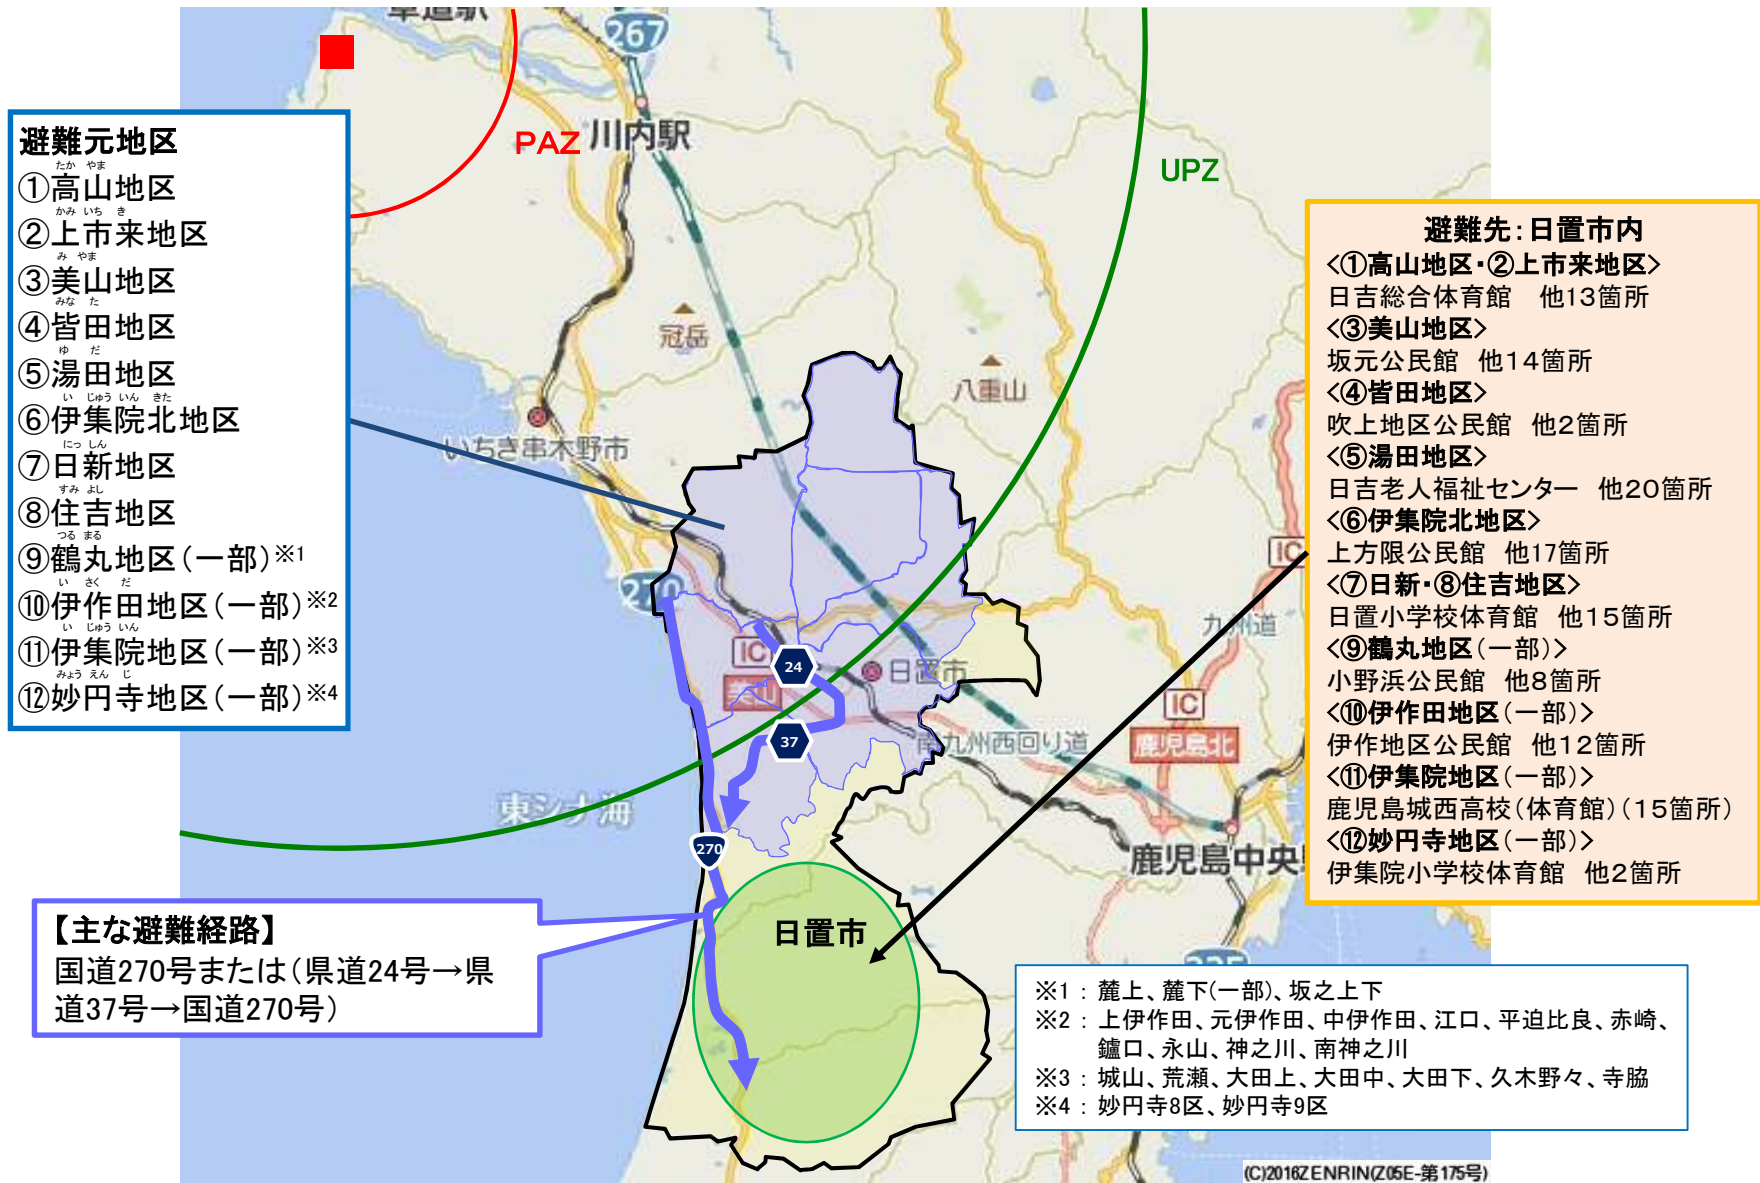 草道駅
267
PAZ
川内駅
UPZ
避難元地区
たか やま
①高山地区
かみ いち き
②上市来地区
み やま
③美山地区
みな た
④皆田地区
ゆ だ
⑤湯田地区
い じゅう いん きた
⑥伊集院北地区
にっ しん
⑦日新地区
すみ よし
⑧住吉地区
つる まる
⑨鶴丸地区(一部)※1
い さく だ
⑩伊作田地区(一部)※2
い じゅう いん
⑪伊集院地区(一部)※3
みょう えん じ
⑫妙円寺地区(一部)※4
冠岳
八重山
いちき串木野市
270
IC
24
美山
日置市
37
南九州西回り道
九州道
IC
IC
鹿児島北
東シナ海
270
鹿児島中央
日置市
避難先:日置市内
<①高山地区・②上市来地区>
日吉総合体育館 他13箇所
<③美山地区>
坂元公民館 他14箇所
<④皆田地区>
吹上地区公民館 他2箇所
<⑤湯田地区>
日吉老人福祉センター 他20箇所
<⑥伊集院北地区>
上方限公民館 他17箇所
<⑦日新・⑧住吉地区>
日置小学校体育館 他15箇所
<⑨鶴丸地区(一部)>
小野浜公民館 他8箇所
<⑩伊作田地区(一部)>
伊作地区公民館 他12箇所
<⑪伊集院地区(一部)>
鹿児島城西高校(体育館)(15箇所)
<⑫妙円寺地区(一部)>
伊集院小学校体育館 他2箇所
【主な避難経路】
国道270号または(県道24号→県
道37号→国道270号)
※1:麓上、麓下(一部)、坂之上下
※2:上伊作田、元伊作田、中伊作田、江口、平迫比良、赤崎、
鑪口、永山、神之川、南神之川
※3:城山、荒瀬、大田上、大田中、大田下、久木野々、寺脇
※4:妙円寺8区、妙円寺9区
(C)2016ZENRIN(Z05E-第175号)